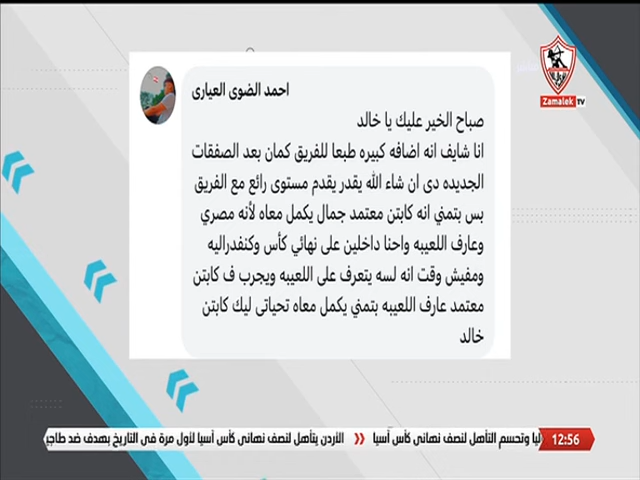 Zamalek TV
احمد الضوى العيارى
صباح الخير عليك يا خالد
انا شايف انه اضافه كبيره طبعا للفريق كمان بعد الصفقات
الجديده دى ان شاء الله يقدر يقدم مستوى رائع مع الفريق
بس بتمني انه كابتن معتمد جمال يكمل معاه لأنه مصري
وعارف اللعيبه واحنا داخلين على نهائي كأس وكنفدراليه
ومفيش وقت انه لسه يتعرف على اللعيبه ويجرب ف كابتن
معتمد عارف اللعيبه بتمني يكمل معاه تحياتى ليك كابتن
خالد
12:56
ليا وتحسم التأهل لنصف نهائى كأس آسيا الأردن يتأهل لنصف نهائى كأس آسيا لأول مرة فى التاريخ بهدف ضد طاجي